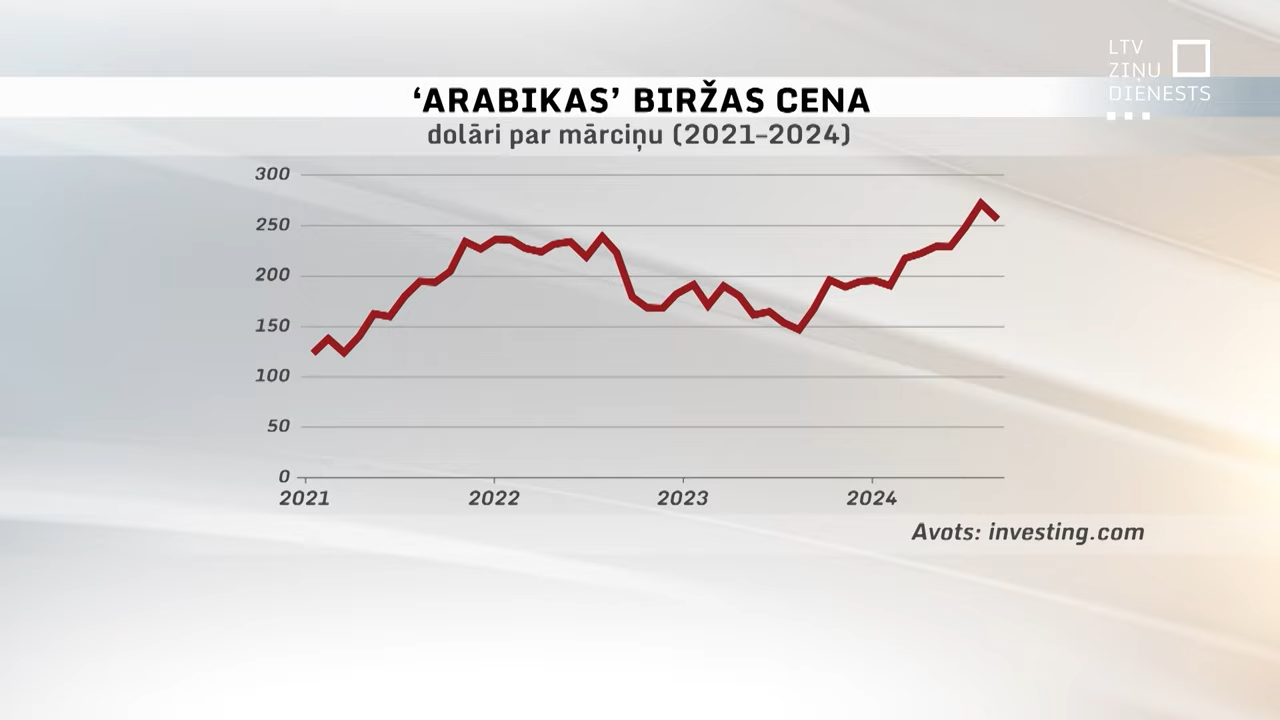 LTV
ZIŅU
DIENESTS
‘ARABIKAS’ BIRŽAS CENA
dolāri par mārciņu (2021–2024)
300
250
200
150
100
50
0
2021 2022 2023 2024
Avots: investing.com